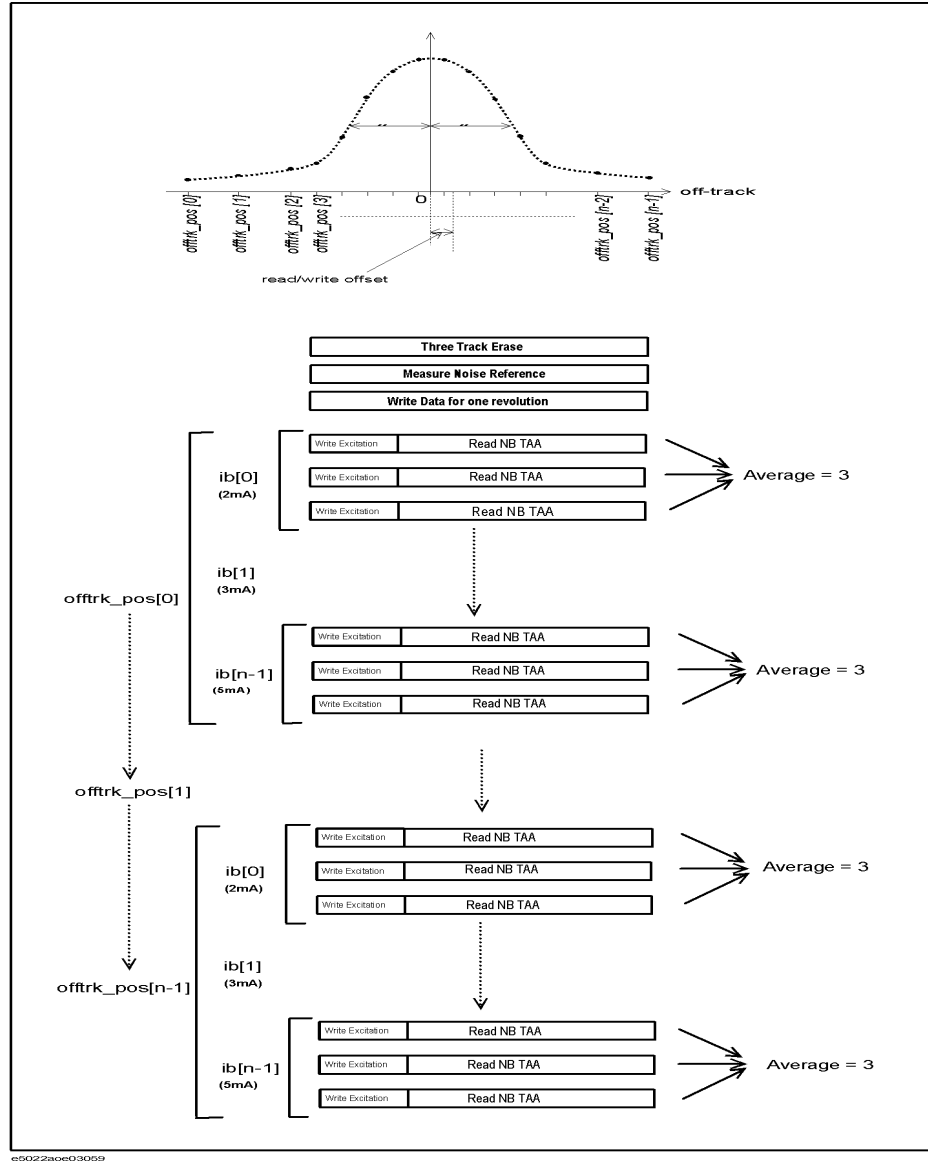 off-track
O
offtrk_pos [0]
offtrk_pos [1]
offtrk_pos [2]
offtrk_pos [3]
offtrk_pos [n-2]
offtrk_pos [n-1]
read/write offset
Three Track Erase
Measure Noise Reference
Write Data for one revolution
Write Excitation Read NB TAA
ib[0] Write Excitation Read NB TAA Average = 3
(2mA)
Write Excitation Read NB TAA
ib[1]
(3mA)
offtrk_pos[0]
Write Excitation Read NB TAA
ib[n-1] Write Excitation Read NB TAA Average = 3
(5mA)
Write Excitation Read NB TAA
offtrk_pos[1]
Write Excitation Read NB TAA
ib[0] Write Excitation Read NB TAA Average = 3
(2mA)
Write Excitation Read NB TAA
ib[1]
(3mA)
offtrk_pos[n-1]
Write Excitation Read NB TAA
ib[n-1] Write Excitation Read NB TAA Average = 3
(5mA)
Write Excitation Read NB TAA
e5022aoe03059